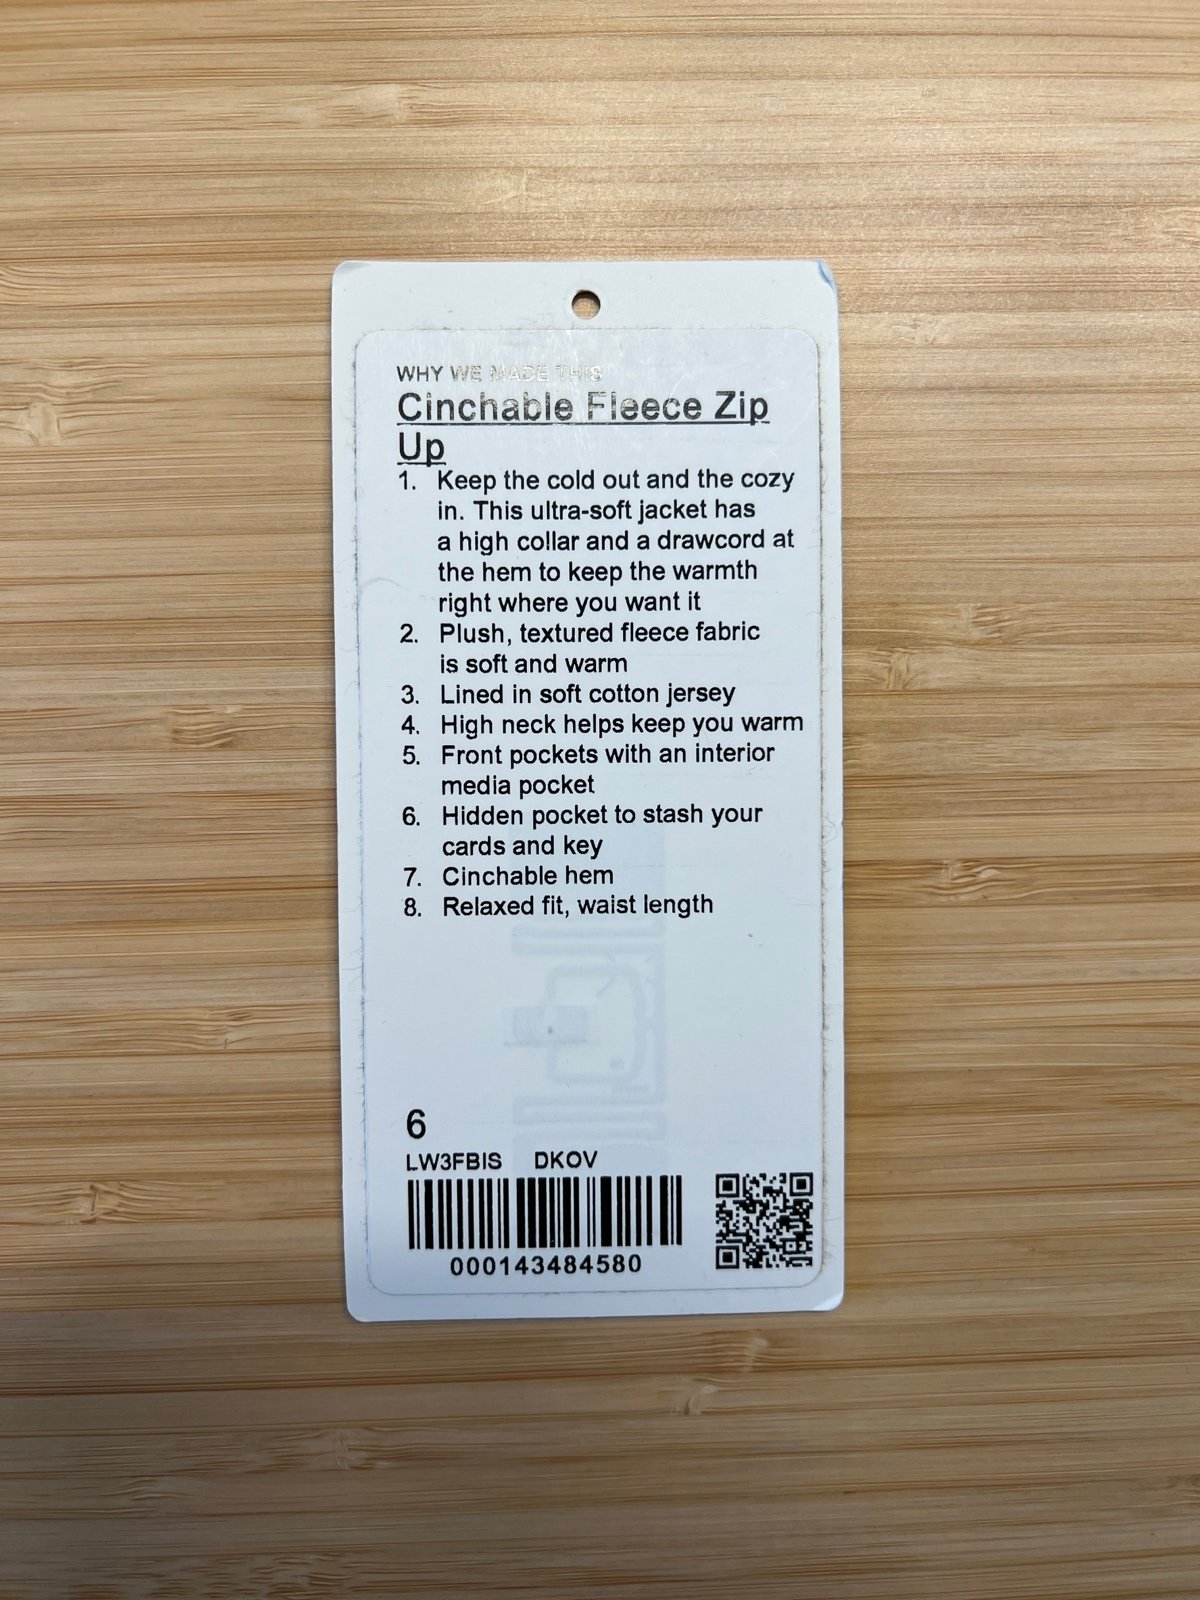 WHY WE MADE THIS
Cinchable Fleece Zip
Up
1. Keep the cold out and the cozy
in. This ultra-soft jacket has
a high collar and a drawcord at
the hem to keep the warmth
right where you want it
2. Plush, textured fleece fabric
is soft and warm
3. Lined in soft cotton jersey
4. High neck helps keep you warm
5. Front pockets with an interior
media pocket
6. Hidden pocket to stash your
cards and key
7. Cinchable hem
8. Relaxed fit, waist length
6
LW3FBIS DKOV
000143484580